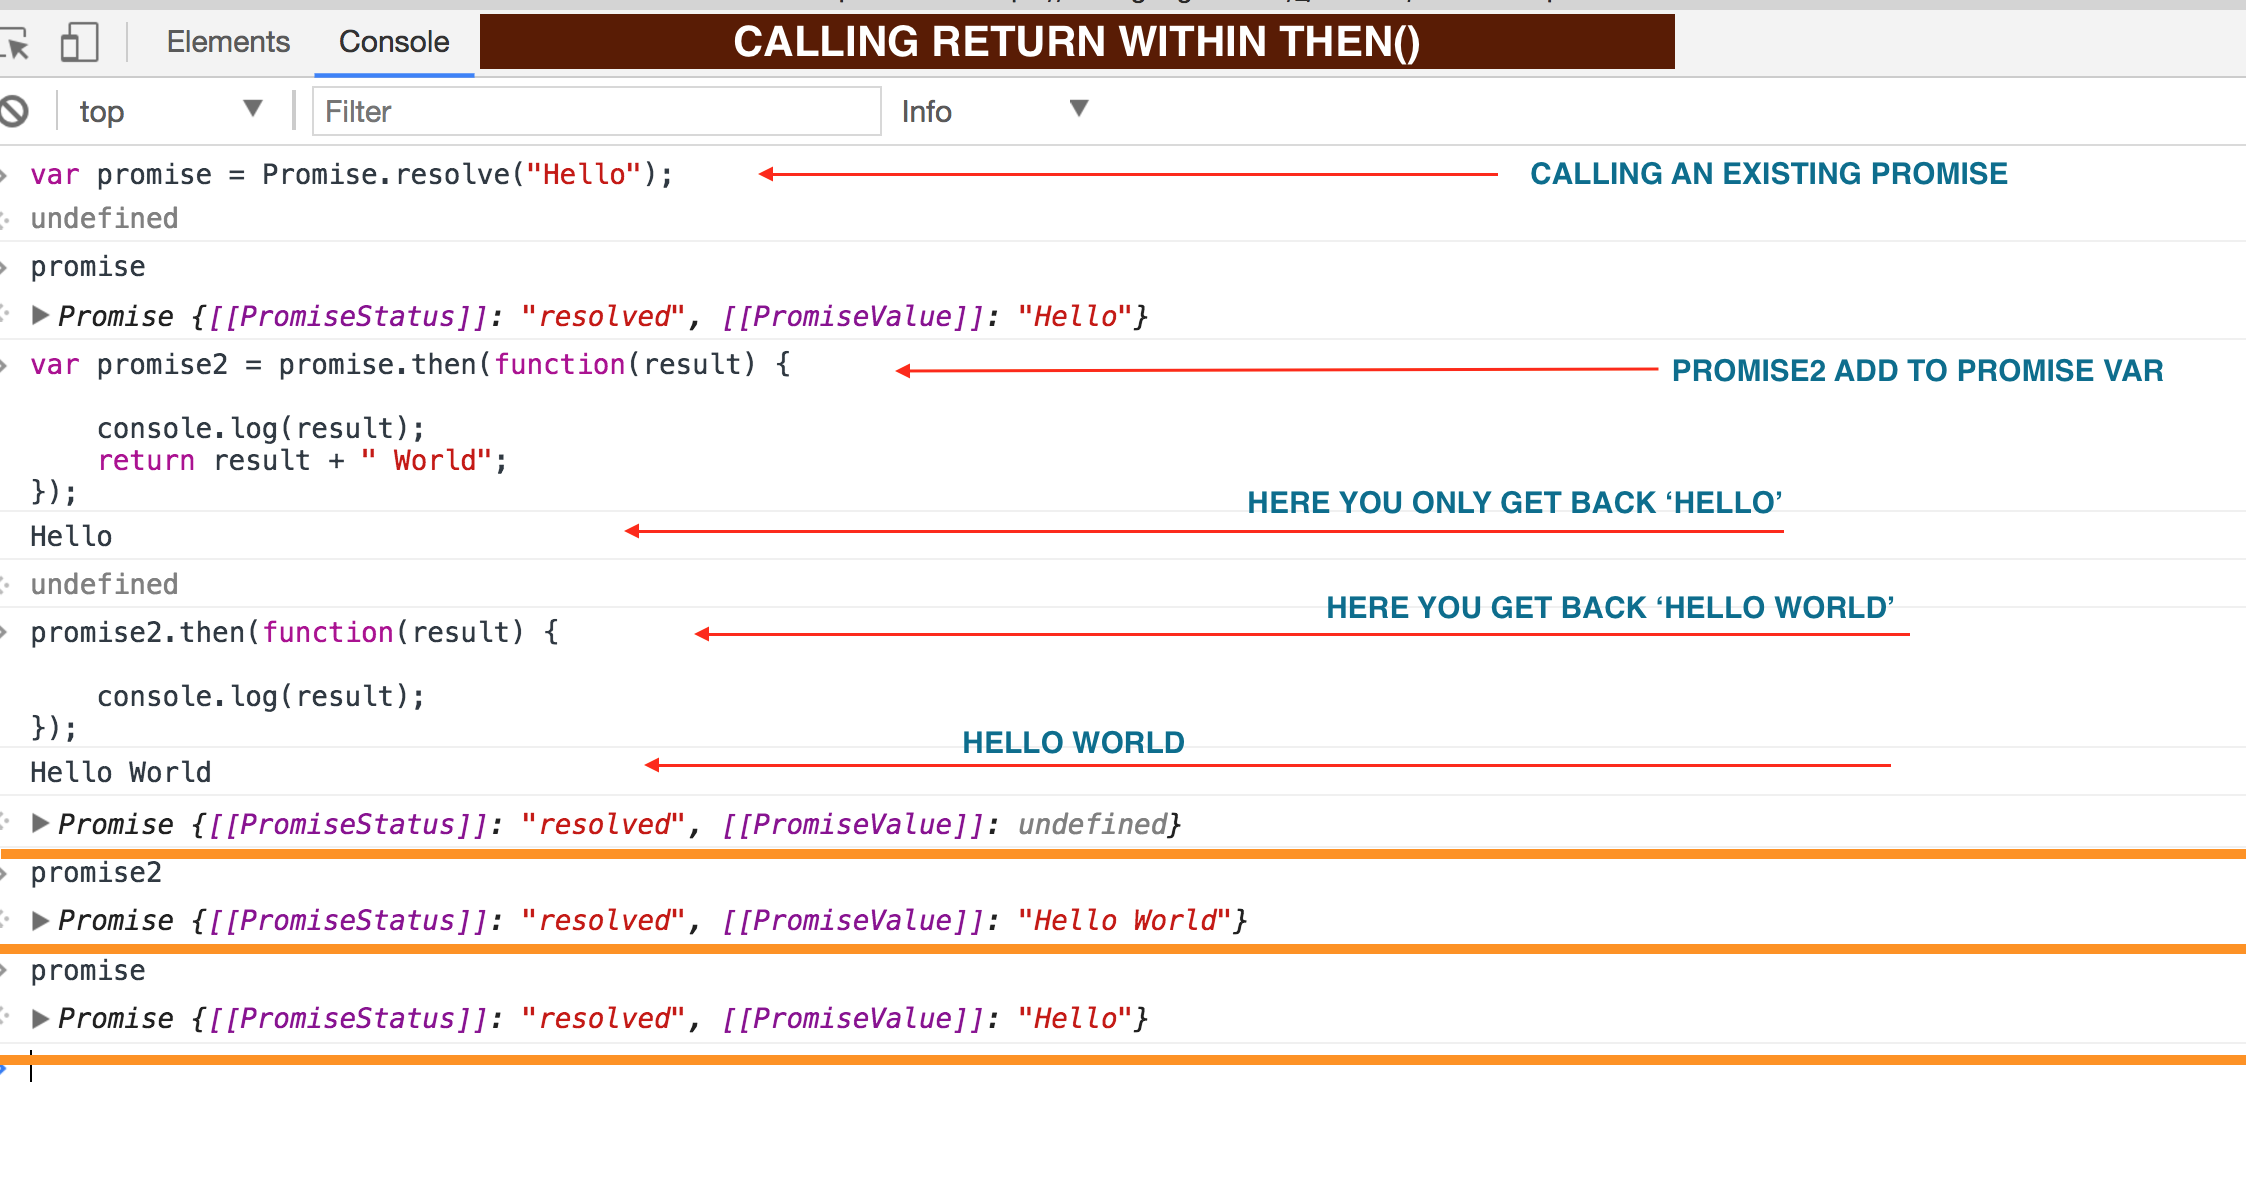 Elements Console CALLING RETURN WITHIN THEN()
top Filter Info
var promise = Promise.resolve("Hello"); CALLING AN EXISTING PROMISE
undefined
promise
Promise {[[PromiseStatus]]: "resolved", [[PromiseValue]]: "Hello"}
var promise2 = promise.then(function(result) { PROMISE2 ADD TO PROMISE VAR
console.log(result);
return result + " World";
});
HERE YOU ONLY GET BACK ‘HELLO’
Hello
undefined
HERE YOU GET BACK ‘HELLO WORLD’
promise2.then(function(result) {
console.log(result);
});
HELLO WORLD
Hello World
Promise {[[PromiseStatus]]: "resolved", [[PromiseValue]]: undefined}
promise2
Promise {[[PromiseStatus]]: "resolved", [[PromiseValue]]: "Hello World"}
promise
Promise {[[PromiseStatus]]: "resolved", [[PromiseValue]]: "Hello"}